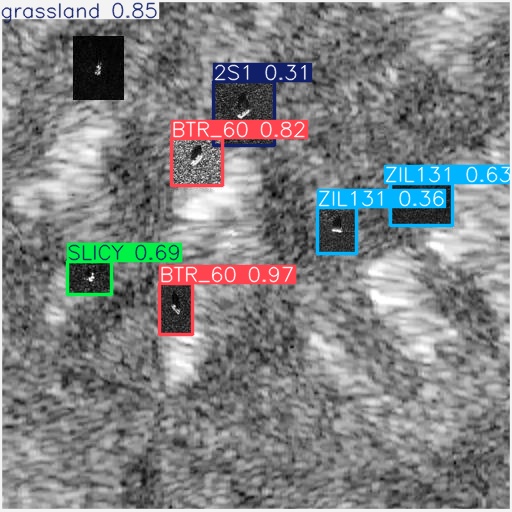 grassland 0.85
2S1 0.31
BTR_60 0.82
ZIL131 0.63
ZIL131 0.36
SLICY 0.69
BTR_60 0.97